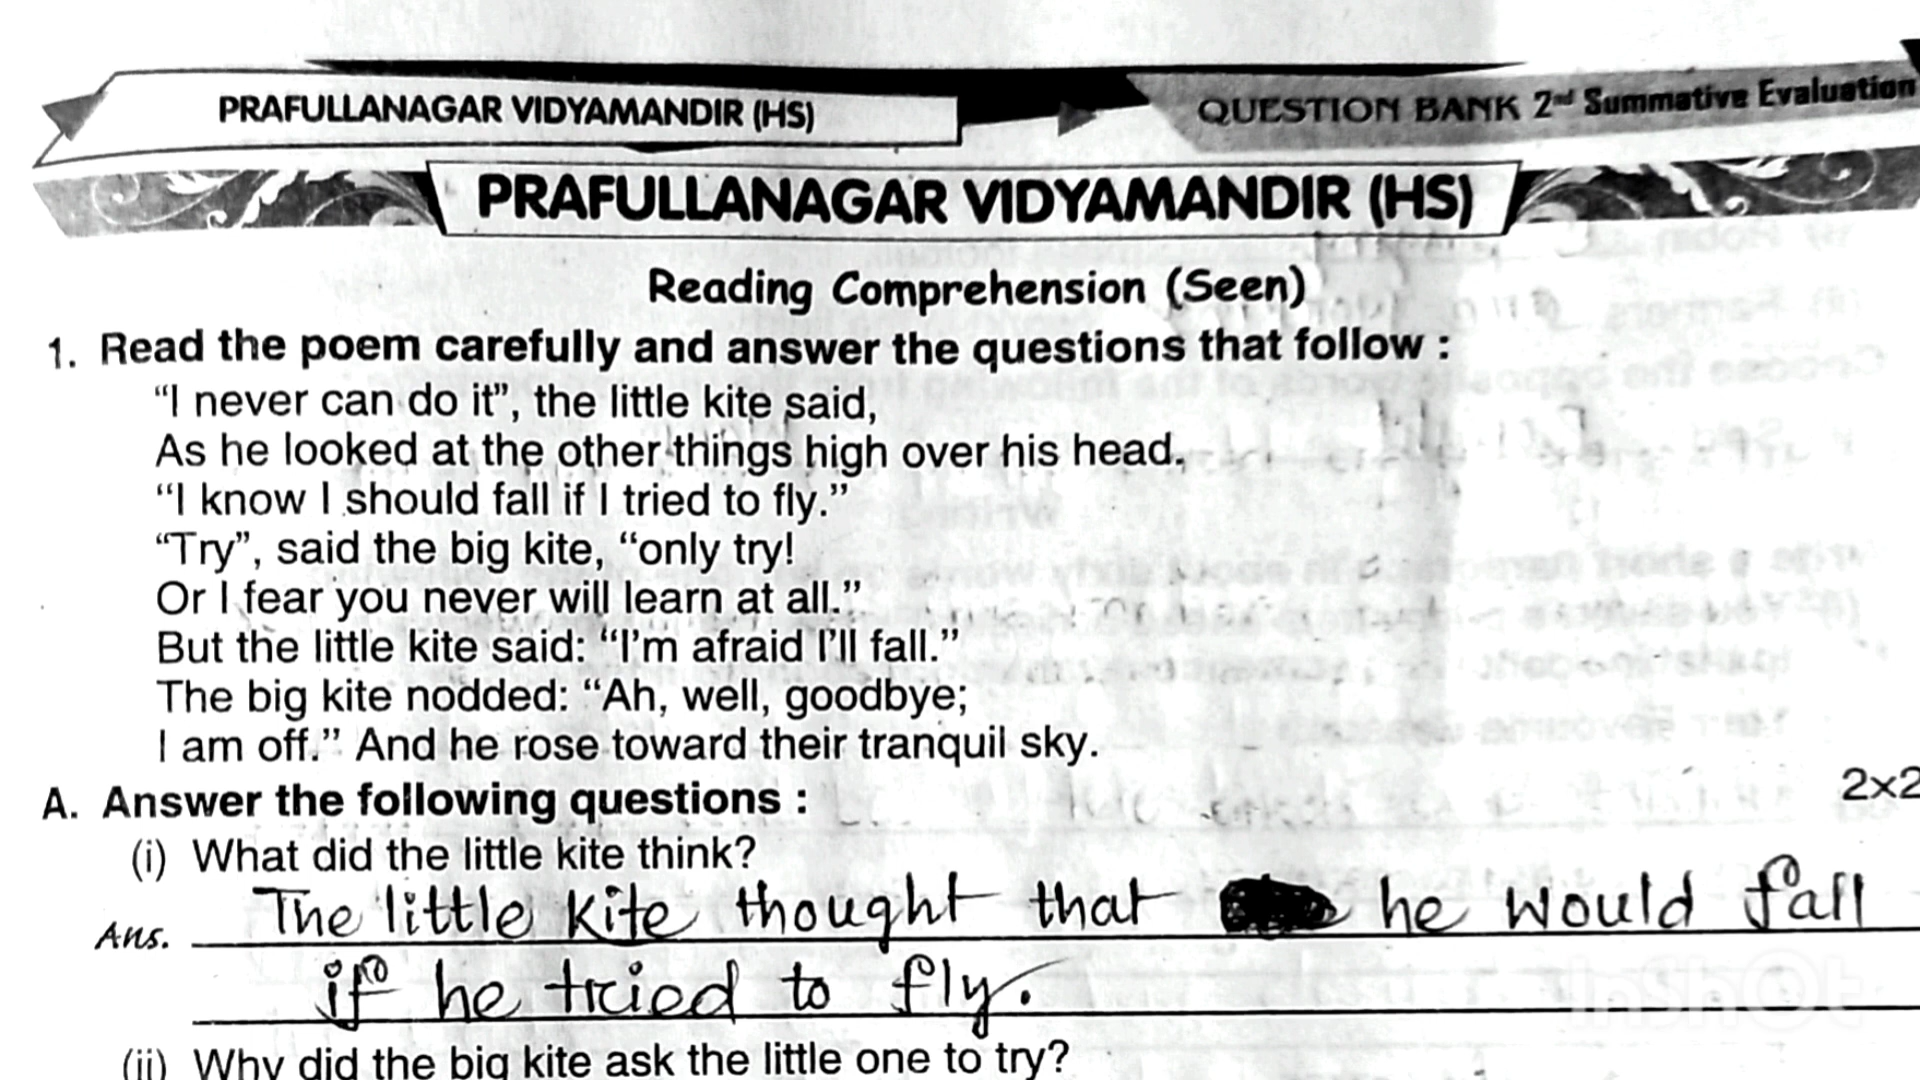 PRAFULLANAGAR VIDYAMANDIR (HS)
QUESTION BANK 2nd Summative Evaluation
PRAFULLANAGAR VIDYAMANDIR (HS)
Reading Comprehension (Seen)
1. Read the poem carefully and answer the questions that follow :
“I never can do it”, the little kite said,
As he looked at the other things high over his head,
“I know I should fall if I tried to fly.”
“Try”, said the big kite, “only try!
Or I fear you never will learn at all.”
But the little kite said: “I'm afraid I'll fall.”
The big kite nodded: “Ah, well, goodbye;
I am off.” And he rose toward their tranquil sky.
A. Answer the following questions : 2x2
(i) What did the little kite think?
Ans. The little kite thought that he would fall
if he tried to fly.
InShOt
(ii) Why did the big kite ask the little one to try?